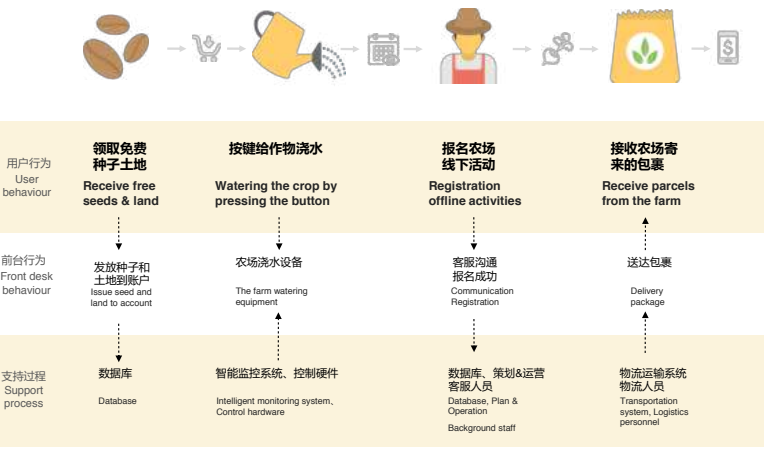 用户行为
User
behaviour
领取免费
种子土地
Receive free
seeds & land
按键给作物浇水
Watering the crop by
pressing the button
报名农场
线下活动
Registration
offline activities
接收农场寄
来的包裹
Receive parcels
from the farm
前台行为
Front desk
behaviour
发放种子和
土地到账户
Issue seed and
land to account
农场浇水设备
The farm watering
equipment
客服沟通
报名成功
Communication
Registration
送达包裹
Delivery
package
支持过程
Support
process
数据库
Database
智能监控系统、控制硬件
Intelligent monitoring system、
Control hardware
数据库、策划&运营
客服人员
Database, Plan &
Operation
Background staff
物流运输系统
物流人员
Transportation
system, Logistics
personnel